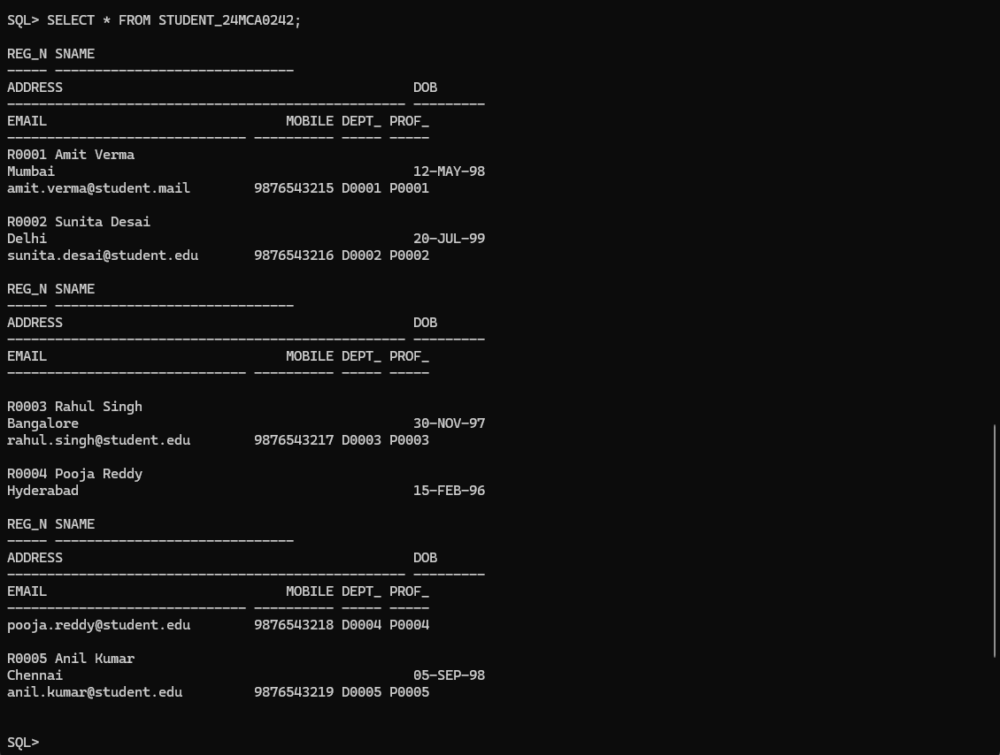 SQL> SELECT * FROM STUDENT_24MCA0242;
REG_N SNAME
----- ------------------------------
ADDRESS                                            DOB
-------------------------------------------------- ---------
EMAIL                              MOBILE DEPT_ PROF_
------------------------------ ---------- ----- -----
R0001 Amit Verma
Mumbai                                             12-MAY-98
amit.verma@student.mail        9876543215 D0001 P0001
R0002 Sunita Desai
Delhi                                              20-JUL-99
sunita.desai@student.edu       9876543216 D0002 P0002
REG_N SNAME
----- ------------------------------
ADDRESS                                            DOB
-------------------------------------------------- ---------
EMAIL                              MOBILE DEPT_ PROF_
------------------------------ ---------- ----- -----
R0003 Rahul Singh
Bangalore                                          30-NOV-97
rahul.singh@student.edu        9876543217 D0003 P0003
R0004 Pooja Reddy
Hyderabad                                          15-FEB-96
REG_N SNAME
----- ------------------------------
ADDRESS                                            DOB
-------------------------------------------------- ---------
EMAIL                              MOBILE DEPT_ PROF_
------------------------------ ---------- ----- -----
pooja.reddy@student.edu        9876543218 D0004 P0004
R0005 Anil Kumar
Chennai                                            05-SEP-98
anil.kumar@student.edu         9876543219 D0005 P0005
SQL>